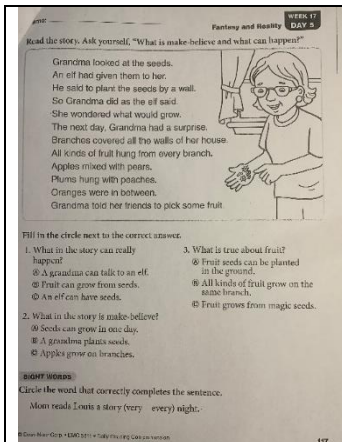 Name:
Fantasy and Reality
WEEK 17
DAY 5
Read the story. Ask yourself, "What is make-believe and what can happen?"
Grandma looked at the seeds.
An elf had given them to her.
He said to plant the seeds by a wall.
So Grandma did as the elf said.
She wondered what would grow.
The next day, Grandma had a surprise.
Branches covered all the walls of her house.
All kinds of fruit hung from every branch.
Apples mixed with pears.
Plums hung with peaches.
Oranges were in between.
Grandma told her friends to pick some fruit.
Fill in the circle next to the correct answer.
1. What in the story can really
happen?
Ⓐ A grandma can talk to an elf.
Ⓑ Fruit can grow from seeds.
Ⓒ An elf can have seeds.
2. What in the story is make-believe?
Ⓐ Seeds can grow in one day.
Ⓑ A grandma plants seeds.
Ⓒ Apples grow on branches.
3. What is true about fruit?
Ⓐ Fruit seeds can be planted
in the ground.
Ⓑ All kinds of fruit grow on the
same branch.
Ⓒ Fruit grows from magic seeds.
SIGHT WORDS
Circle the word that correctly completes the sentence.
Mom reads Louis a story (very every) night.
© Evan-Moor Corp. • EMC
157